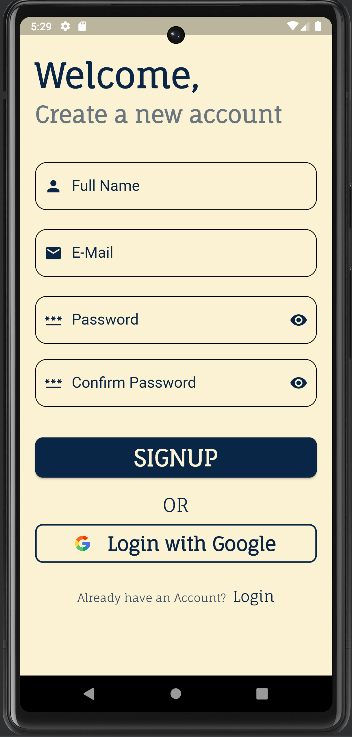 5:29
Welcome,
Create a new account
Full Name
E-Mail
*** Password
*** Confirm Password
SIGNUP
OR
G Login with Google
Already have an Account? Login